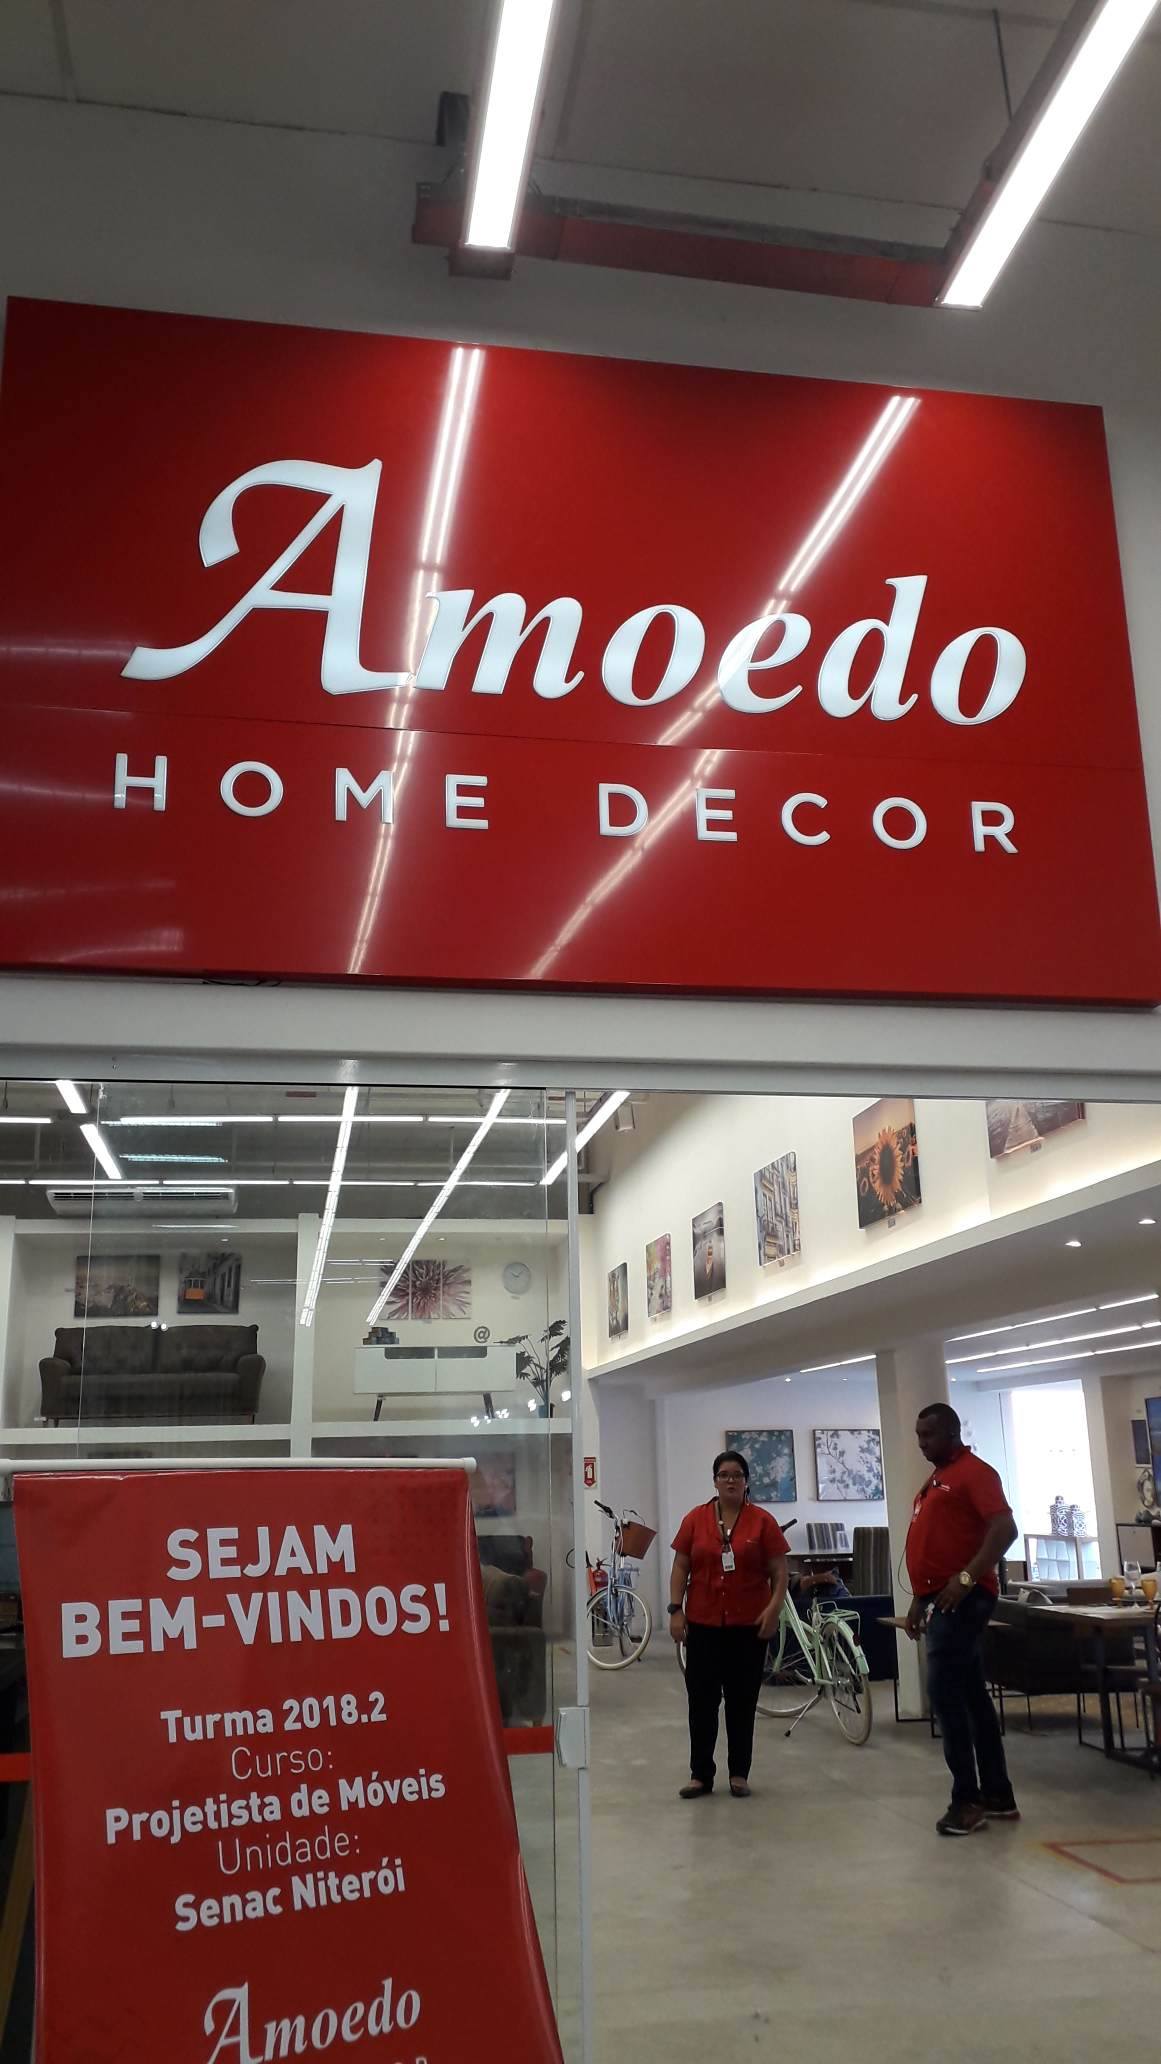 Amoedo
HOME DECOR
SEJAM
BEM-VINDOS!
Turma 2018.2
Curso:
Projetista de Móveis
Unidade:
Senac Niterói
Amoedo
@